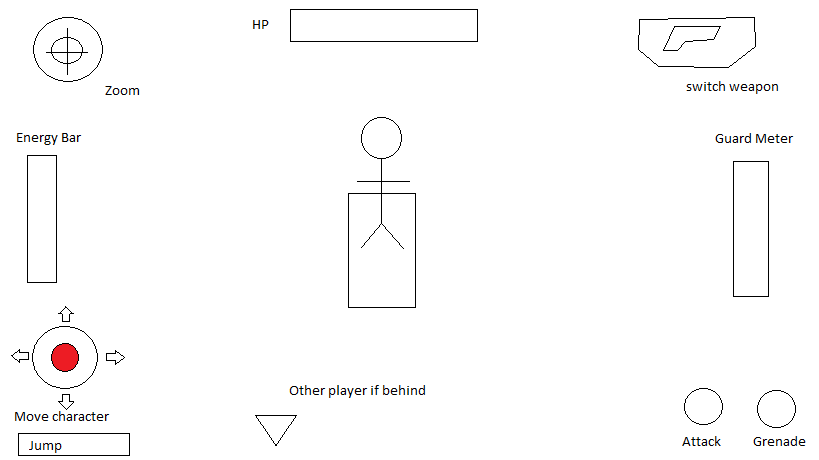 HP
Zoom
switch weapon
Energy Bar
Guard Meter
Other player if behind
Move character
Jump
Attack
Grenade